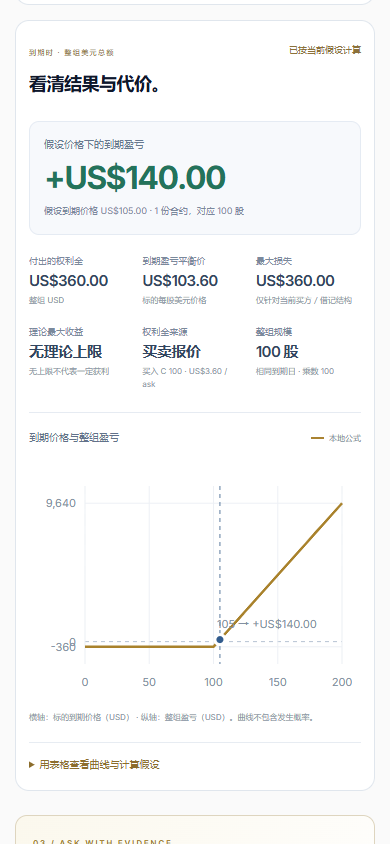 到期时 · 整组美元总额
已按当前假设计算
看清结果与代价。
假设价格下的到期盈亏
+US$140.00
假设到期价格 US$105.00 · 1 份合约，对应 100 股
付出的权利金
到期盈亏平衡价
最大损失
US$360.00
US$103.60
US$360.00
整组 USD
标的每股美元价格
仅针对当前买方 / 借记结构
理论最大收益
权利金来源
整组规模
无理论上限
买卖报价
100 股
无上限不代表一定获利
买入 C 100 · US$3.60 /
ask
相同到期日 · 乘数 100
到期价格与整组盈亏
本地公式
9,640
105 → +US$140.00
0
-360
0
50
100
150
200
横轴：标的到期价格（USD） · 纵轴：整组盈亏（USD）。曲线不包含发生概率。
用表格查看曲线与计算假设
03 / ASK WITH EVIDENCE